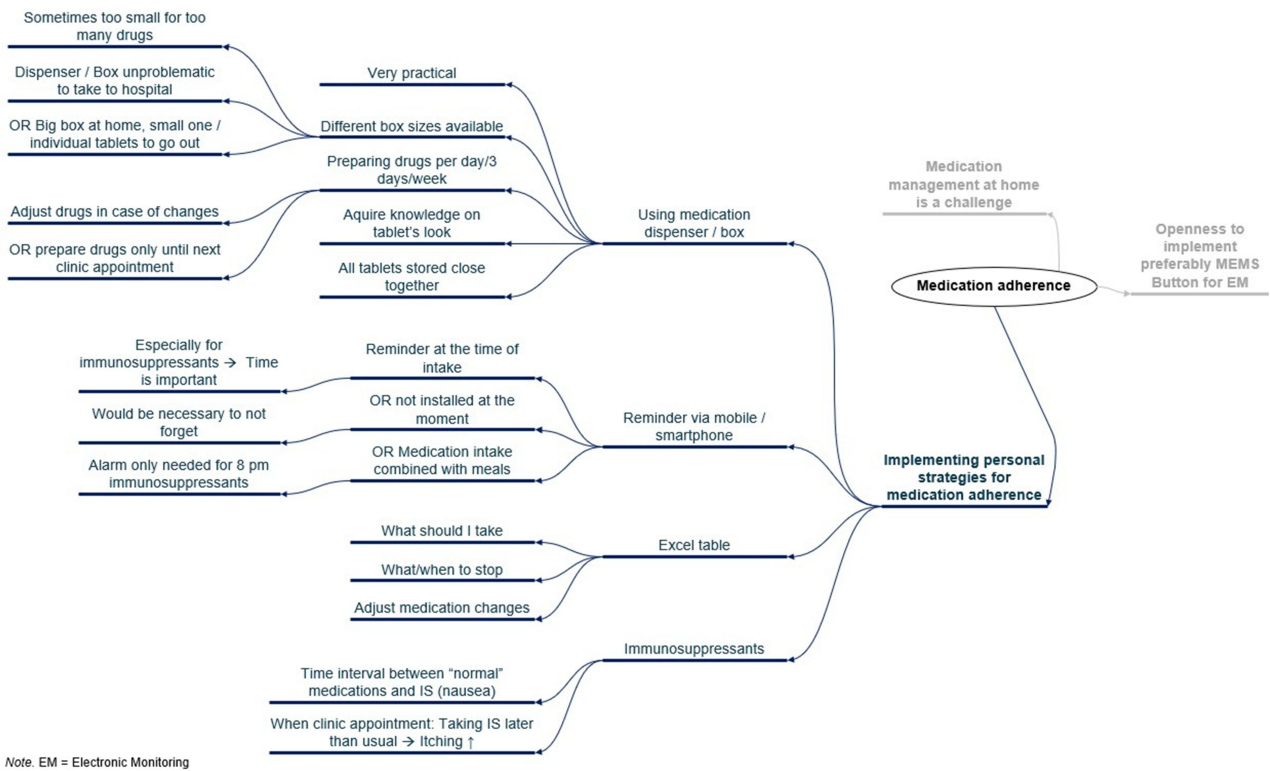 Sometimes too small for too
many drugs
Dispenser / Box unproblematic
to take to hospital
OR Big box at home, small one /
individual tablets to go out
Adjust drugs in case of changes
OR prepare drugs only until next
clinic appointment
Very practical
Different box sizes available
Preparing drugs per day/3
days/week
Aquire knowledge on
tablet's look
All tablets stored close
together
Using medication
dispenser / box
Medication
management at home
is a challenge
Openness to
implement
preferably MEMS
Button for EM
Medication adherence
Especially for
immunosuppressants → Time
is important
Would be necessary to not
forget
Alarm only needed for 8 pm
immunosuppressants
Reminder at the time of
intake
OR not installed at the
moment
OR Medication intake
combined with meals
Reminder via mobile /
smartphone
Implementing personal
strategies for
medication adherence
What should I take
What/when to stop
Adjust medication changes
Excel table
Immunosuppressants
Time interval between “normal”
medications and IS (nausea)
When clinic appointment: Taking IS later
than usual → Itching ↑
Note. EM = Electronic Monitoring